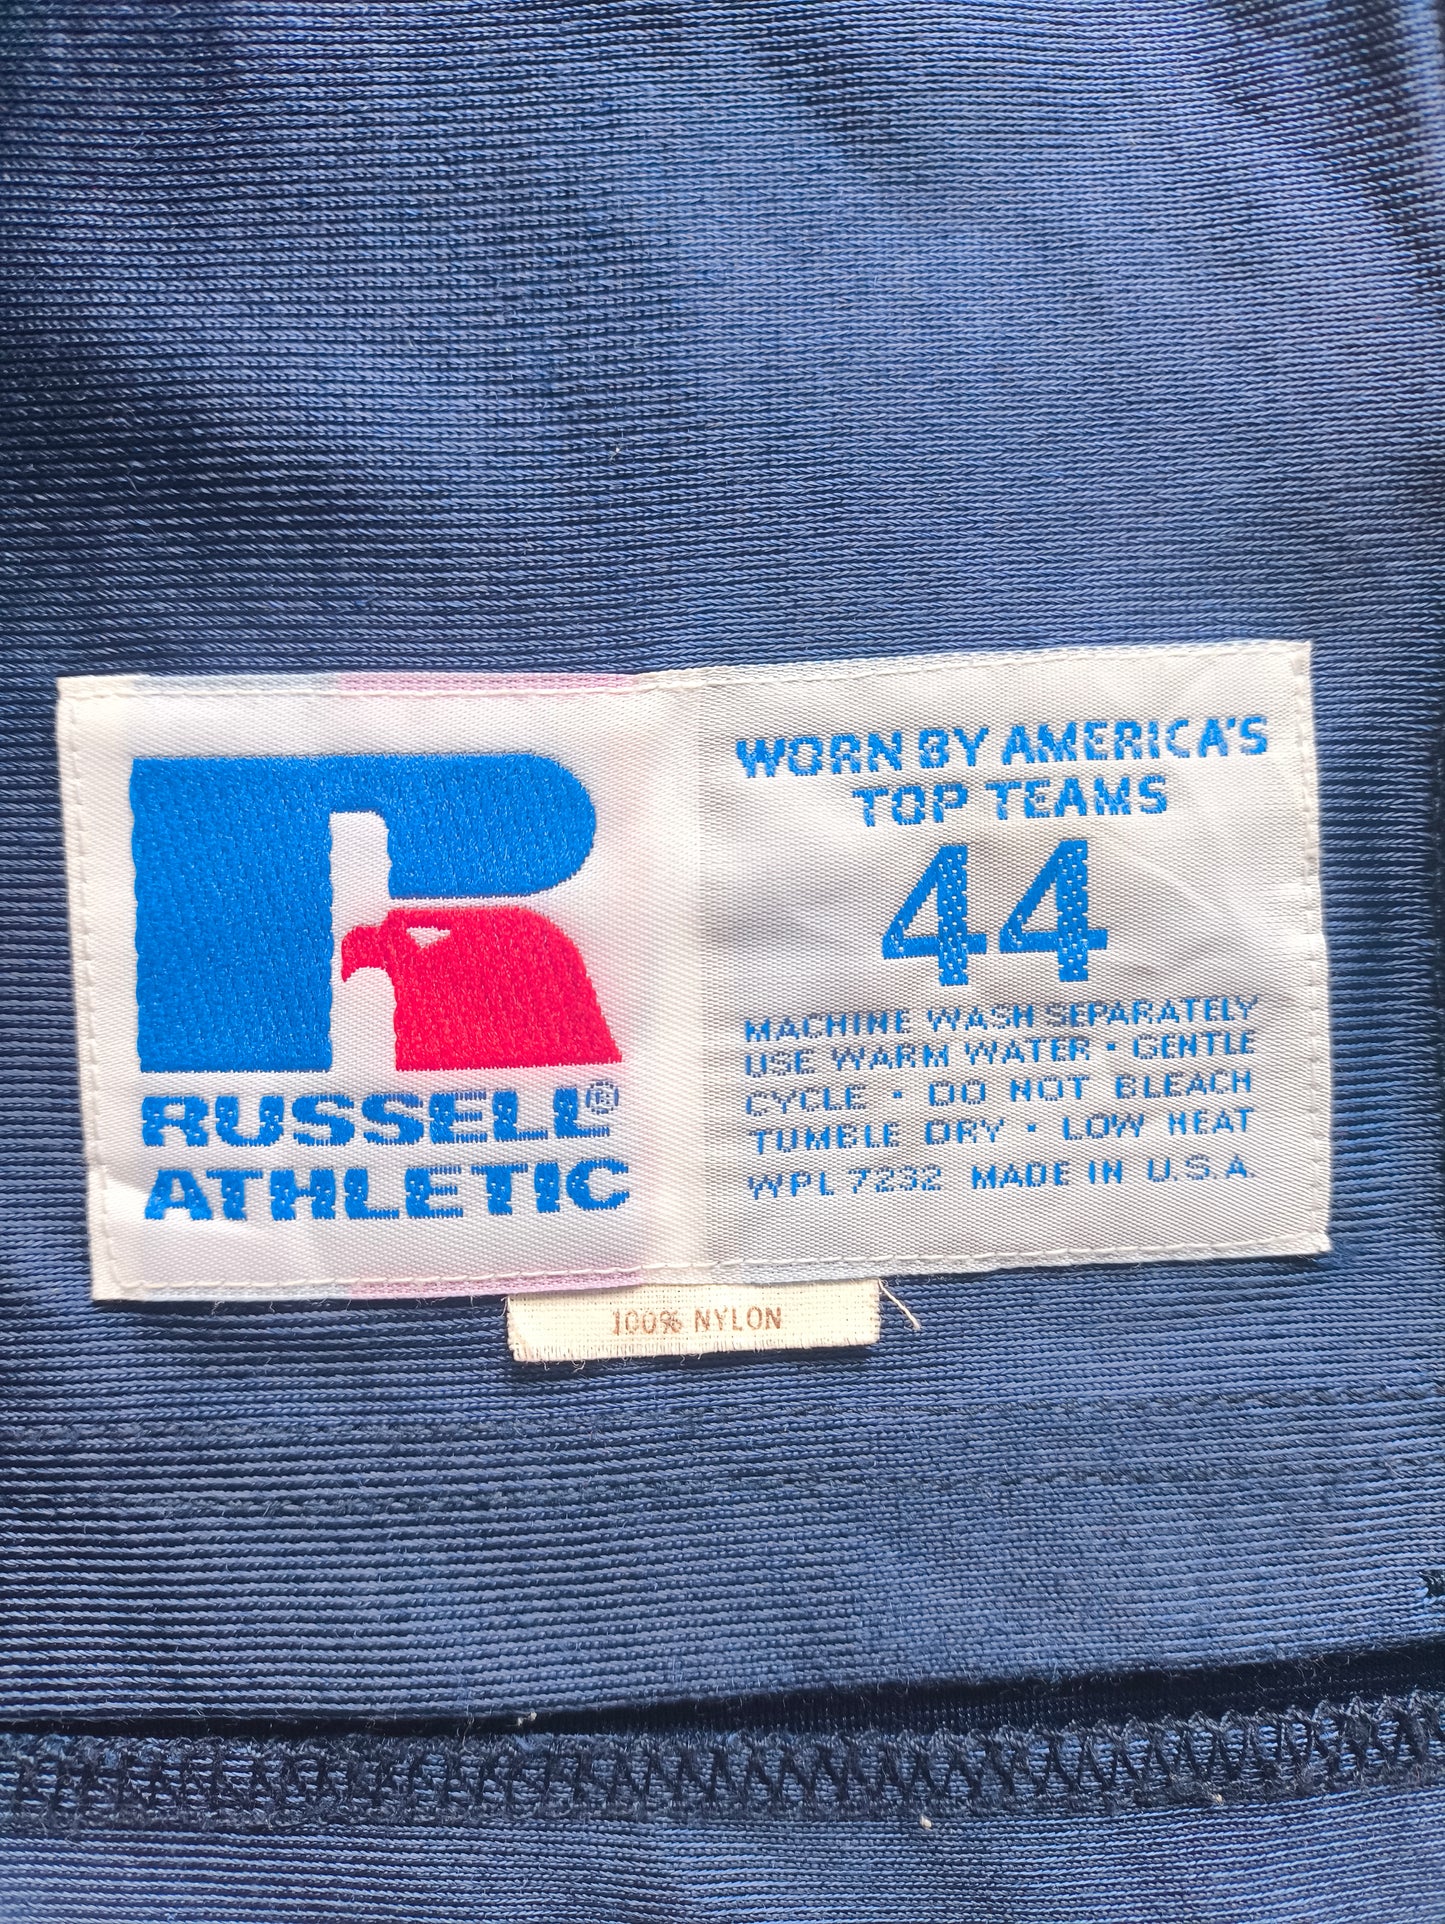 RUSSELL®
ATHLETIC
WORN BY AMERICA'S
TOP TEAMS
44
MACHINE WASH SEPARATELY
USE WARM WATER • GENTLE
CYCLE • DO NOT BLEACH
TUMBLE DRY • LOW HEAT
WPL 7232 MADE IN U.S.A.
100% NYLON